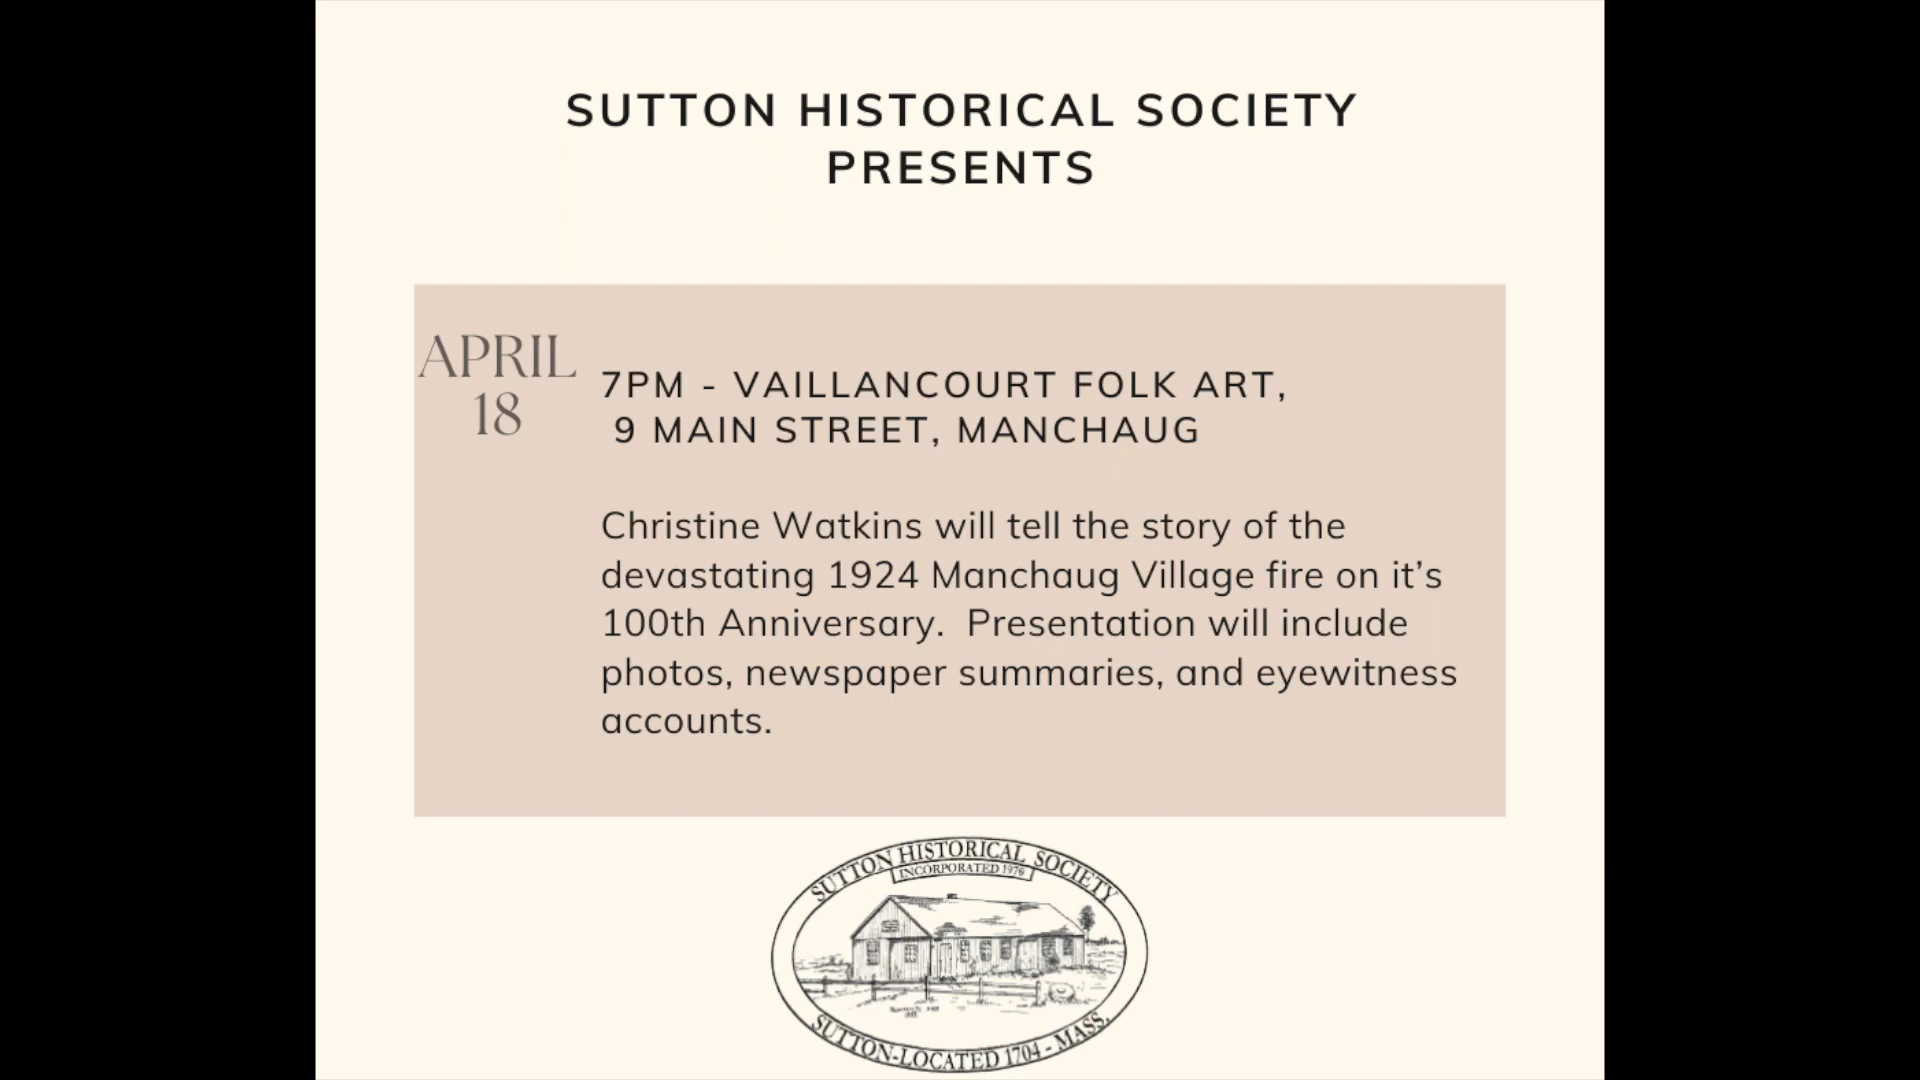 SUTTON HISTORICAL SOCIETY
PRESENTS
APRIL
18
7PM - VAILLANCOURT FOLK ART,
9 MAIN STREET, MANCHAUG
Christine Watkins will tell the story of the
devastating 1924 Manchaug Village fire on it’s
100th Anniversary. Presentation will include
photos, newspaper summaries, and eyewitness
accounts.
SUTTON HISTORICAL SOCIETY
INCORPORATED 1970
SUTTON-LOCATED 1704 - MASS.